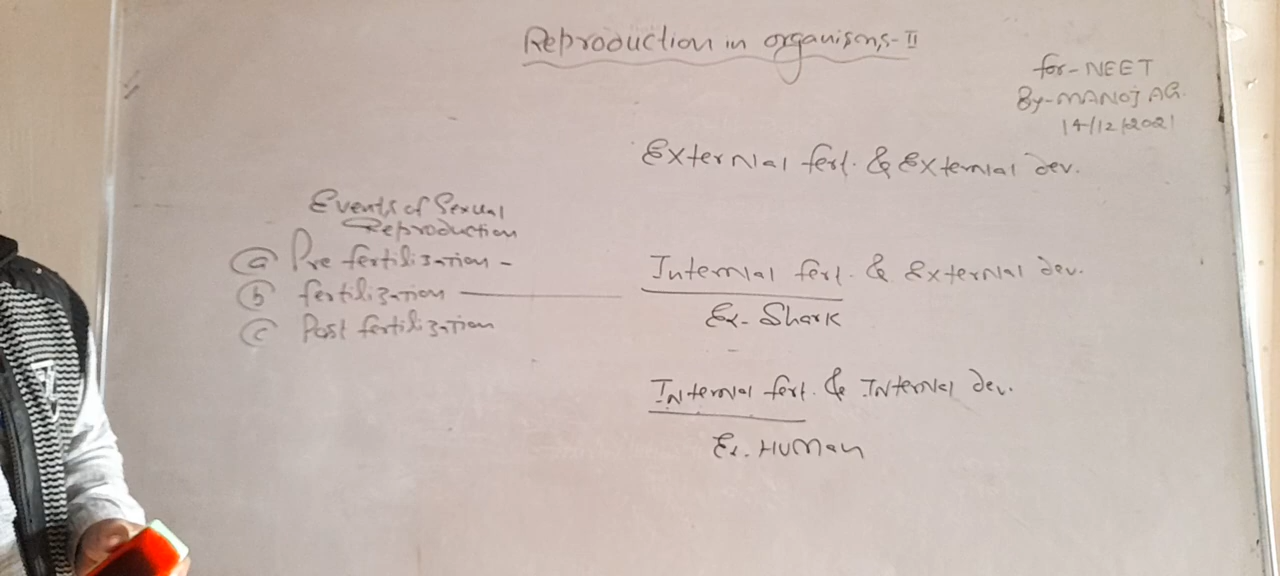 Reproduction in organisons-II
for-NEET
By-MANOJ AG.
14/12/2021
External fert. & External dev.
Events of Sexual
Reproduction
(a) Pre fertilization -
(b) fertilization
(c) Post fertilization
Internal fert. & External dev.
Ex- Shark
Internal fert. & Internal dev.
Ex. Human